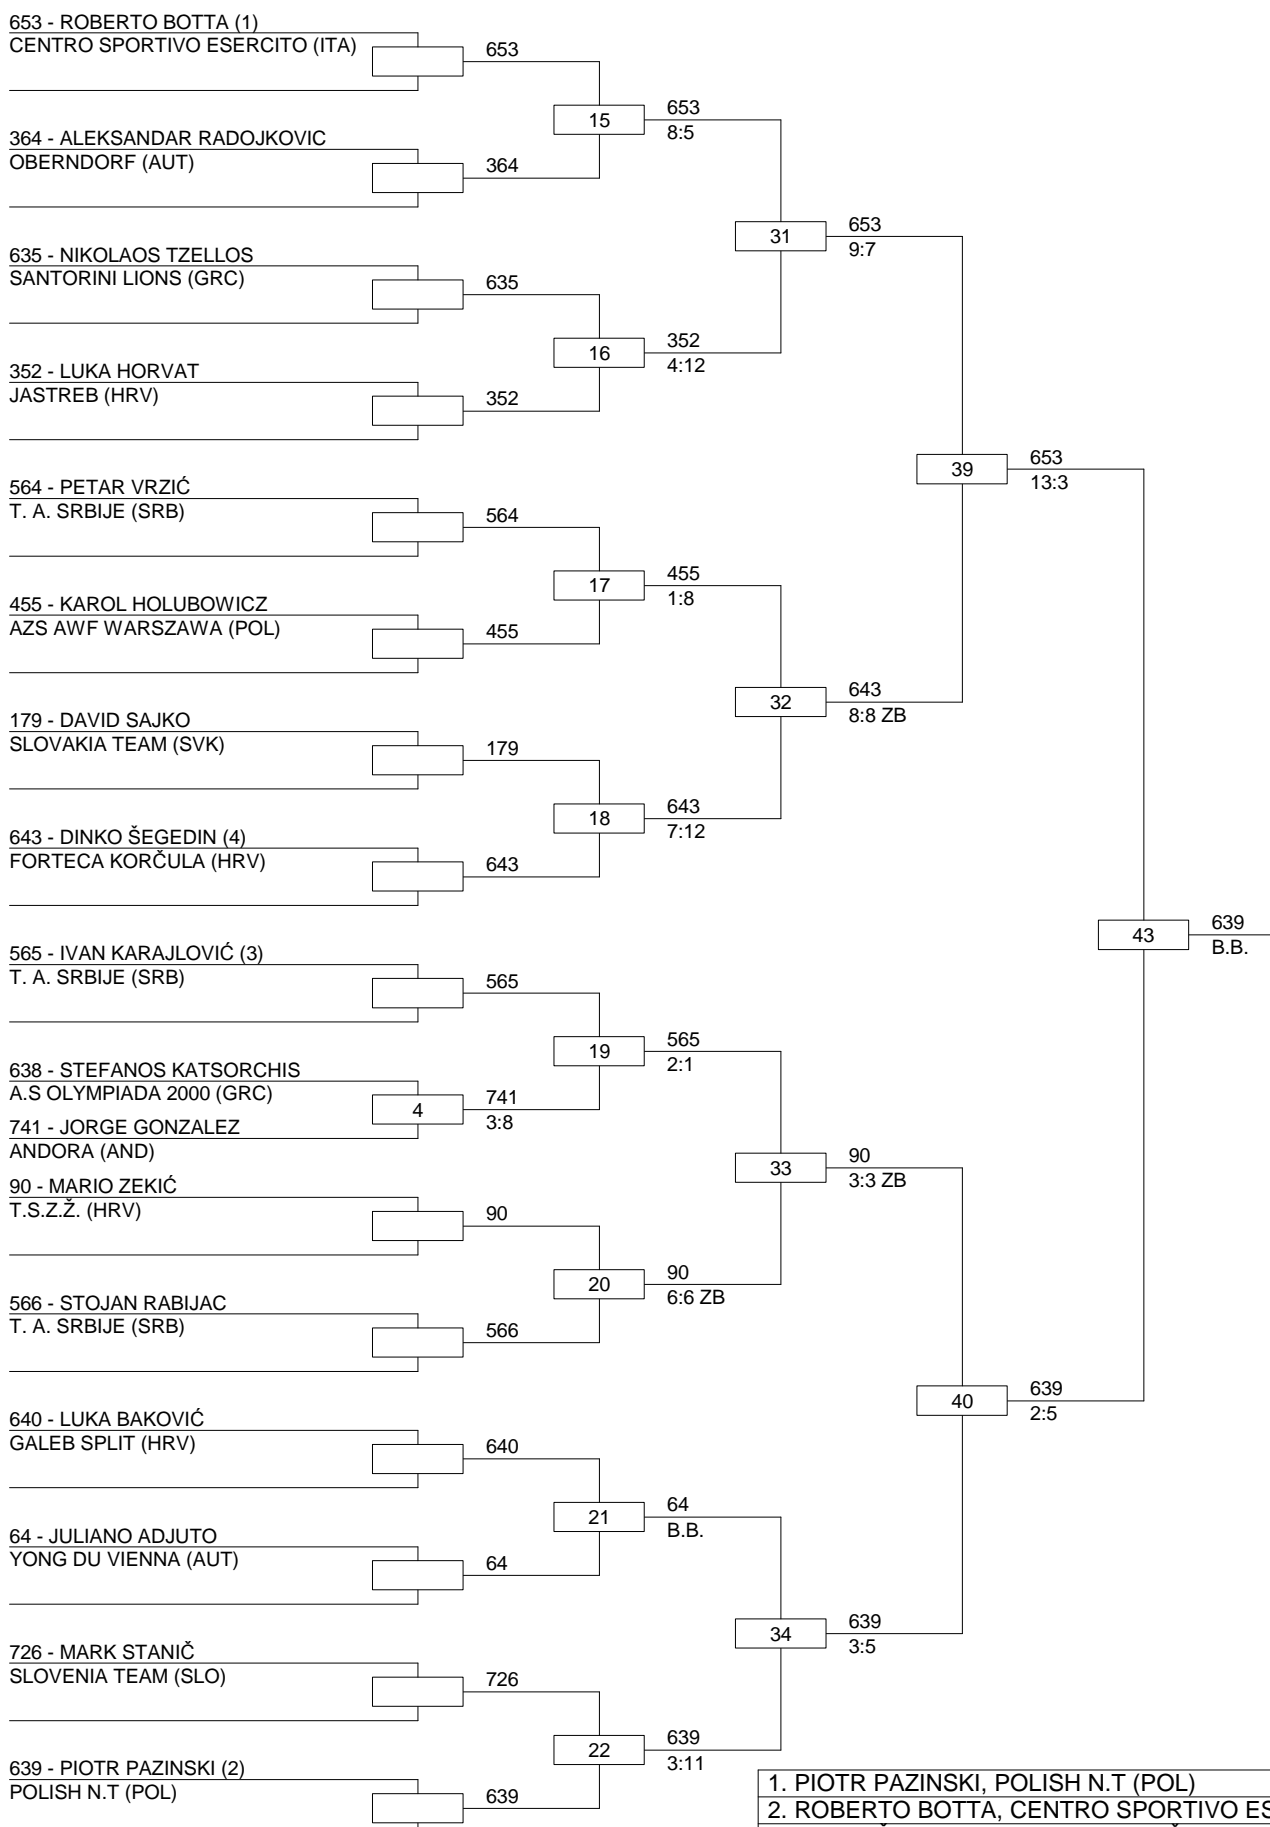 653 - ROBERTO BOTTA (1)
CENTRO SPORTIVO ESERCITO (ITA)
653
15
653
8:5
364 - ALEKSANDAR RADOJKOVIC
OBERNDORF (AUT)
364
31
653
9:7
635 - NIKOLAOS TZELLOS
SANTORINI LIONS (GRC)
635
16
352
4:12
352 - LUKA HORVAT
JASTREB (HRV)
352
39
653
13:3
564 - PETAR VRZIĆ
T. A. SRBIJE (SRB)
564
17
455
1:8
455 - KAROL HOLUBOWICZ
AZS AWF WARSZAWA (POL)
455
32
643
8:8 ZB
179 - DAVID SAJKO
SLOVAKIA TEAM (SVK)
179
18
643
7:12
643 - DINKO ŠEGEDIN (4)
FORTECA KORČULA (HRV)
643
43
639
B.B.
565 - IVAN KARAJLOVIĆ (3)
T. A. SRBIJE (SRB)
565
19
565
2:1
638 - STEFANOS KATSORCHIS
A.S OLYMPIADA 2000 (GRC)
4
741
3:8
741 - JORGE GONZALEZ
ANDORA (AND)
33
90
3:3 ZB
90 - MARIO ZEKIĆ
T.S.Z.Ž. (HRV)
90
20
90
6:6 ZB
566 - STOJAN RABIJAC
T. A. SRBIJE (SRB)
566
40
639
2:5
640 - LUKA BAKOVIĆ
GALEB SPLIT (HRV)
640
21
64
B.B.
64 - JULIANO ADJUTO
YONG DU VIENNA (AUT)
64
34
639
3:5
726 - MARK STANIČ
SLOVENIA TEAM (SLO)
726
22
639
3:11
639 - PIOTR PAZINSKI (2)
POLISH N.T (POL)
639
1. PIOTR PAZINSKI, POLISH N.T (POL)
2. ROBERTO BOTTA, CENTRO SPORTIVO ES